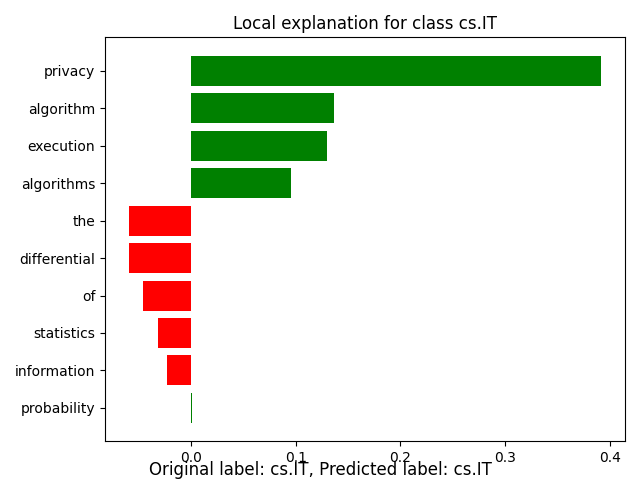 Local explanation for class cs.IT
privacy
algorithm
execution
algorithms
the
differential
of
statistics
information
probability
0.0 0.1 0.2 0.3 0.4
Original label: cs.IT, Predicted label: cs.IT